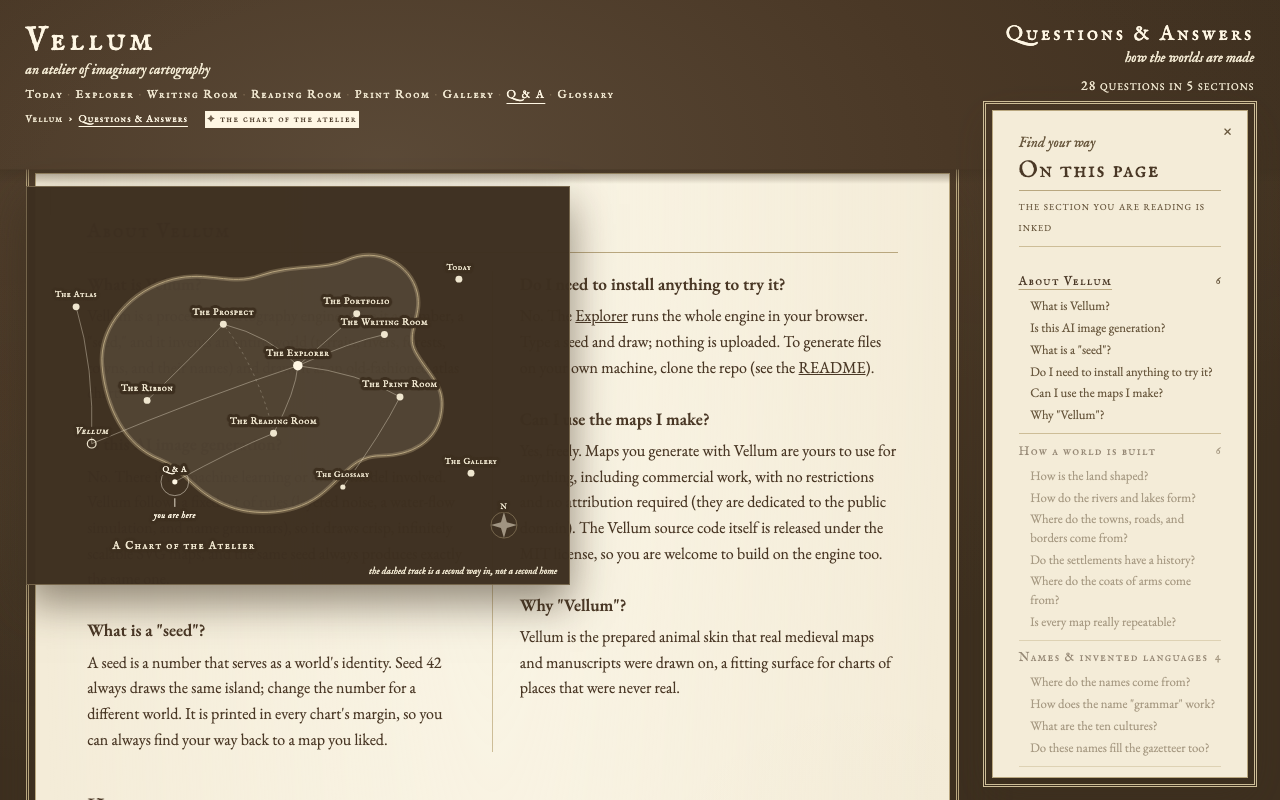 Vellum
an atelier of imaginary cartography
Today · Explorer · Writing Room · Reading Room · Print Room · Gallery · Q & A · Glossary
Vellum › Questions & Answers ✦ the chart of the atelier
Questions & Answers
how the worlds are made
28 questions in 5 sections
About Vellum
Today
The Atlas
The Portfolio
The Prospect
The Writing Room
The Explorer
The Print Room
The Ribbon
The Reading Room
Vellum
Q & A
The Glossary
The Gallery
you are here
N
A Chart of the Atelier
the dashed track is a second way in, not a second home
What is a "seed"?
A seed is a number that serves as a world's identity. Seed 42
always draws the same island; change the number for a
different world. It is printed in every chart's margin, so you
can always find your way back to a map you liked.
need to install anything to try it?
Explorer runs the whole engine in your browser.
seed and draw; nothing is uploaded. To generate files
own machine, clone the repo (see the README).
use the maps I make?
Maps you generate with Vellum are yours to use for
including commercial work, with no restrictions
attribution required (they are dedicated to the public
The Vellum source code itself is released under the
license, so you are welcome to build on the engine too.
Why "Vellum"?
Vellum is the prepared animal skin that real medieval maps
and manuscripts were drawn on, a fitting surface for charts of
places that were never real.
×
Find your way
On this page
the section you are reading is
inked
About Vellum 6
What is Vellum?
Is this AI image generation?
What is a "seed"?
Do I need to install anything to try it?
Can I use the maps I make?
Why "Vellum"?
How a world is built 6
How is the land shaped?
How do the rivers and lakes form?
Where do the towns, roads, and
borders come from?
Do the settlements have a history?
Where do the coats of arms come
from?
Is every map really repeatable?
Names & invented languages 4
Where do the names come from?
How does the name "grammar" work?
What are the ten cultures?
Do these names fill the gazetteer too?